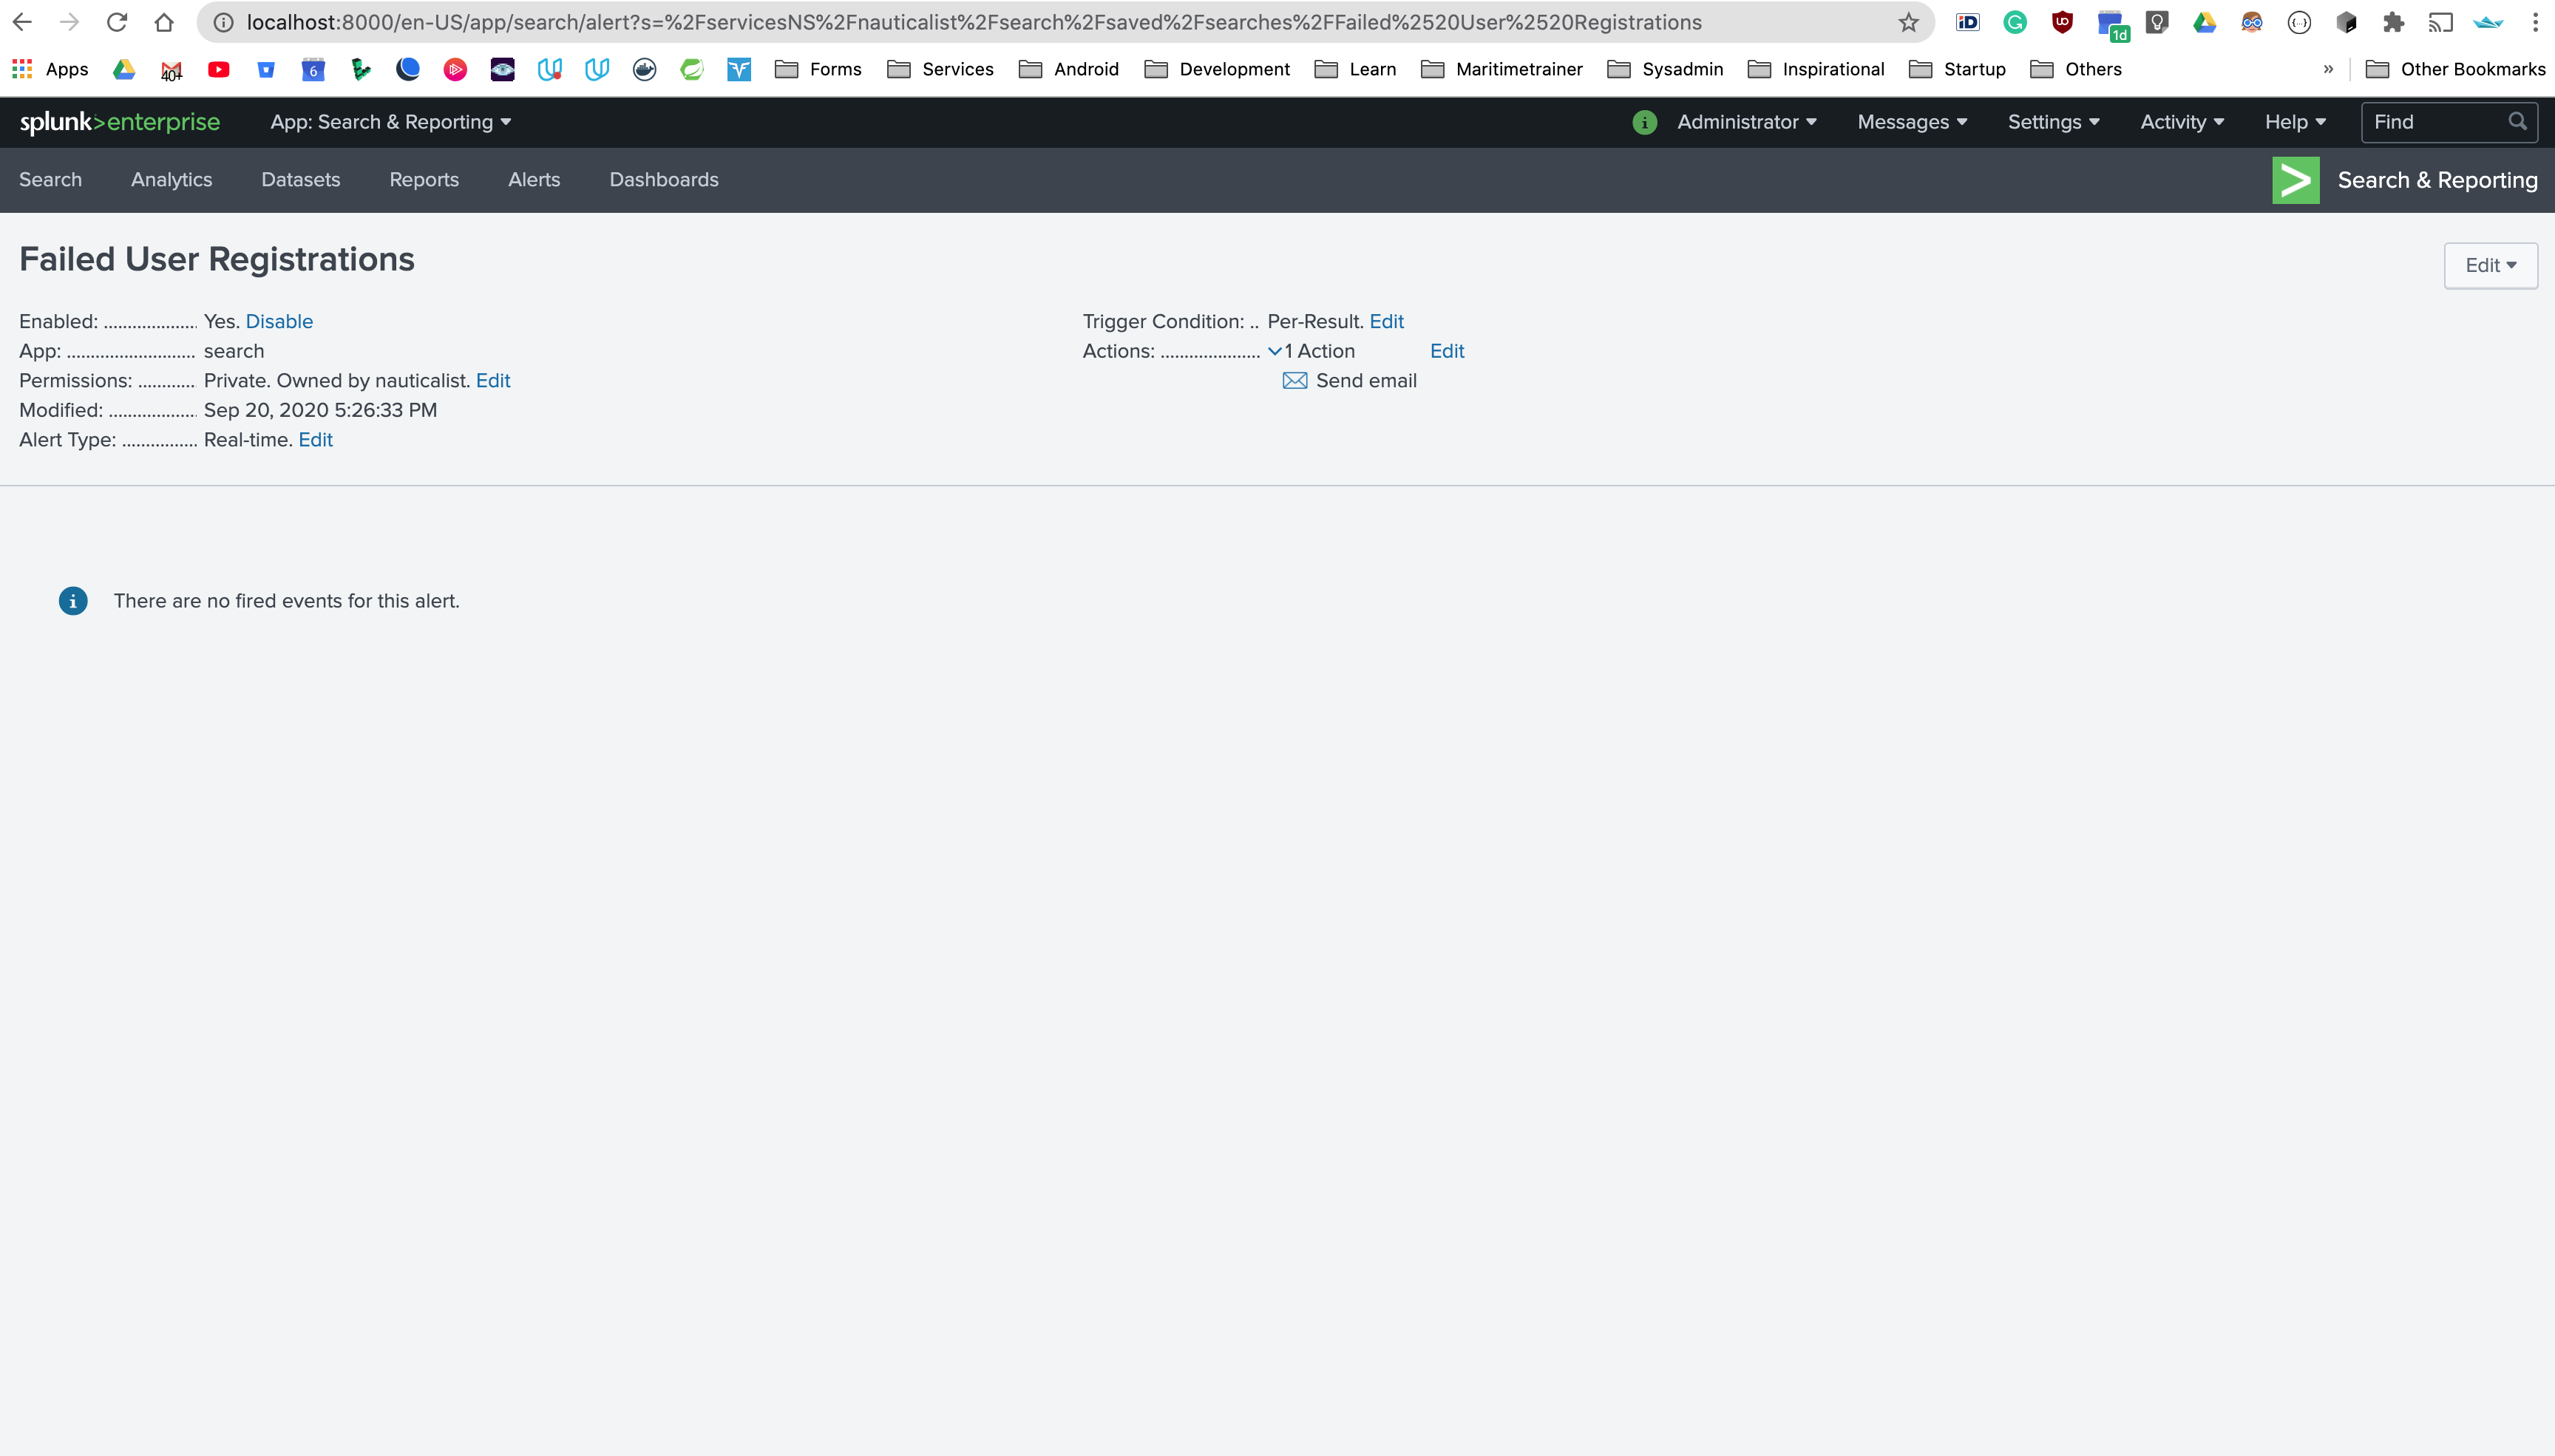 localhost:8000/en-US/app/search/alert?s=%2FservicesNS%2Fnauticalist%2Fsearch%2Fsaved%2Fsearches%2FFailed%2520User%2520Registrations
1d
Apps 40+ 6 Forms Services Android Development Learn Maritimetrainer Sysadmin Inspirational Startup Others » Other Bookmarks
splunk>enterprise App: Search & Reporting Administrator Messages Settings Activity Help Find
Search Analytics Datasets Reports Alerts Dashboards Search & Reporting
Failed User Registrations
Edit
Enabled: ................... Yes. Disable
App: .......................... search
Permissions: ............ Private. Owned by nauticalist. Edit
Modified: .................. Sep 20, 2020 5:26:33 PM
Alert Type: ............... Real-time. Edit
Trigger Condition: .. Per-Result. Edit
Actions: ..................... 1 Action Edit
Send email
There are no fired events for this alert.